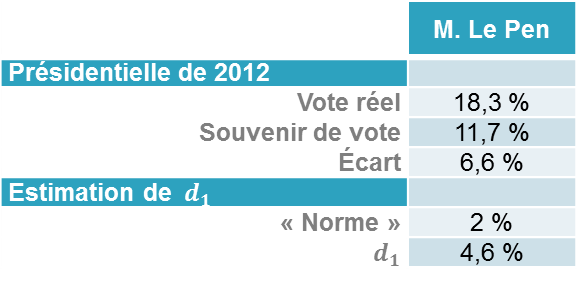 M. Le Pen
Présidentielle de 2012
Vote réel 18,3 %
Souvenir de vote 11,7 %
Écart 6,6 %
Estimation de d₁
« Norme » 2 %
d₁ 4,6 %